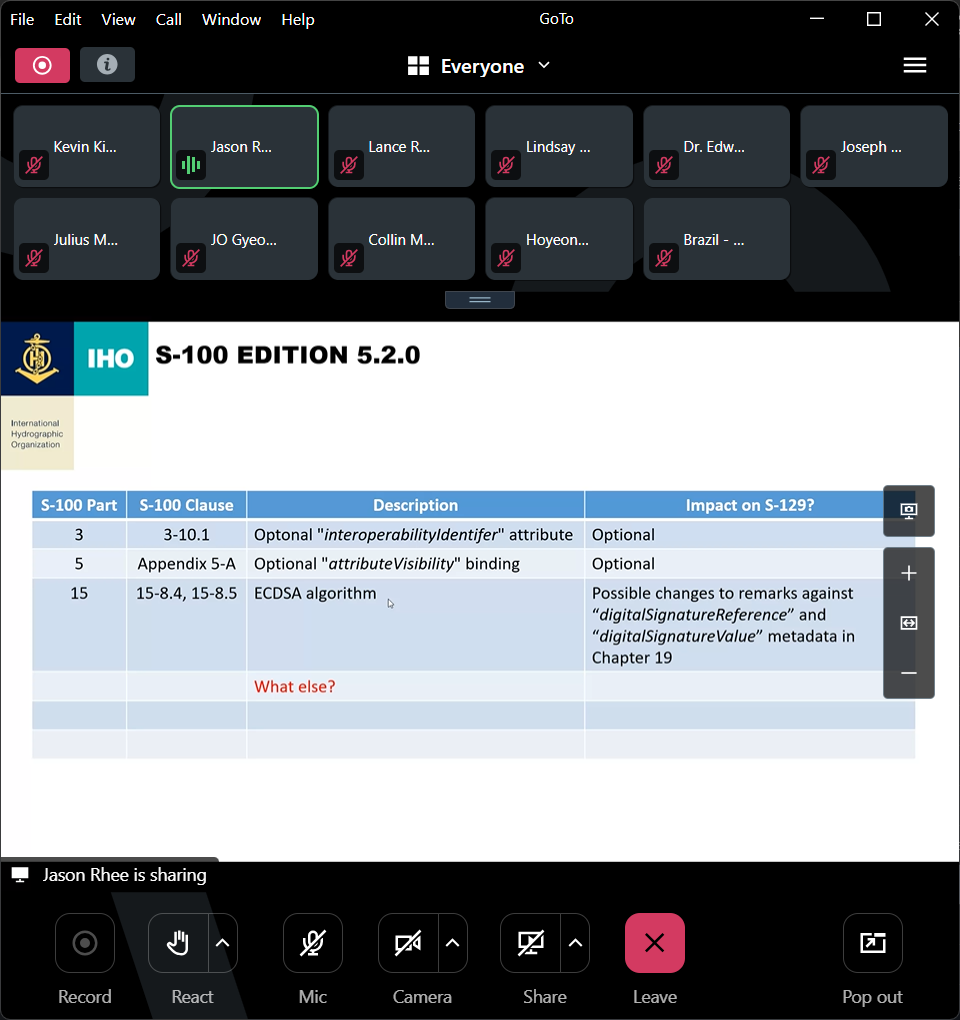 File Edit View Call Window Help GoTo
Everyone
Kevin Ki... Jason R... Lance R... Lindsay ... Dr. Edw... Joseph ...
Julius M... JO Gyeo... Collin M... Hoyeon... Brazil - ...
IHO S-100 EDITION 5.2.0
International
Hydrographic
Organization
S-100 Part S-100 Clause Description Impact on S-129?
3 3-10.1 Optonal "interoperabilityIdentifer" attribute Optional
5 Appendix 5-A Optional "attributeVisibility" binding Optional
15 15-8.4, 15-8.5 ECDSA algorithm Possible changes to remarks against
“digitalSignatureReference” and
“digitalSignatureValue” metadata in
Chapter 19
What else?
Jason Rhee is sharing
Record React Mic Camera Share Leave Pop out